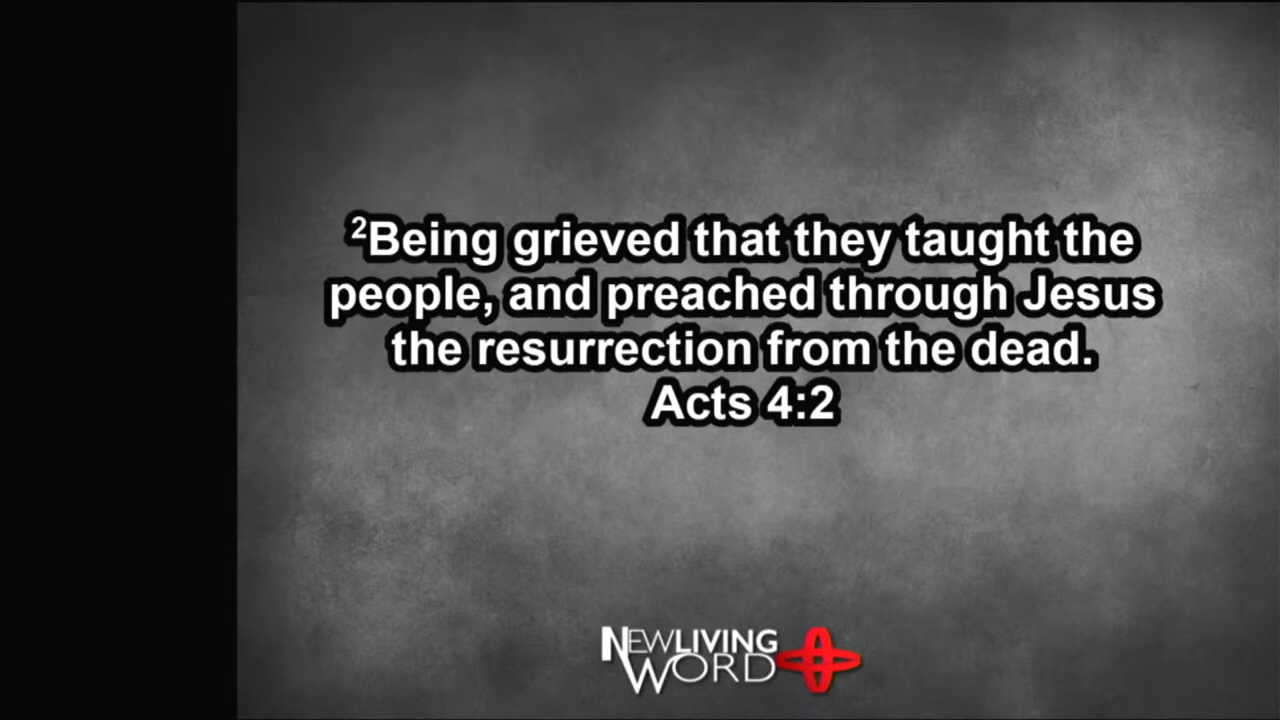 ²Being grieved that they taught the
people, and preached through Jesus
the resurrection from the dead.
Acts 4:2
NEWLIVING
WORD